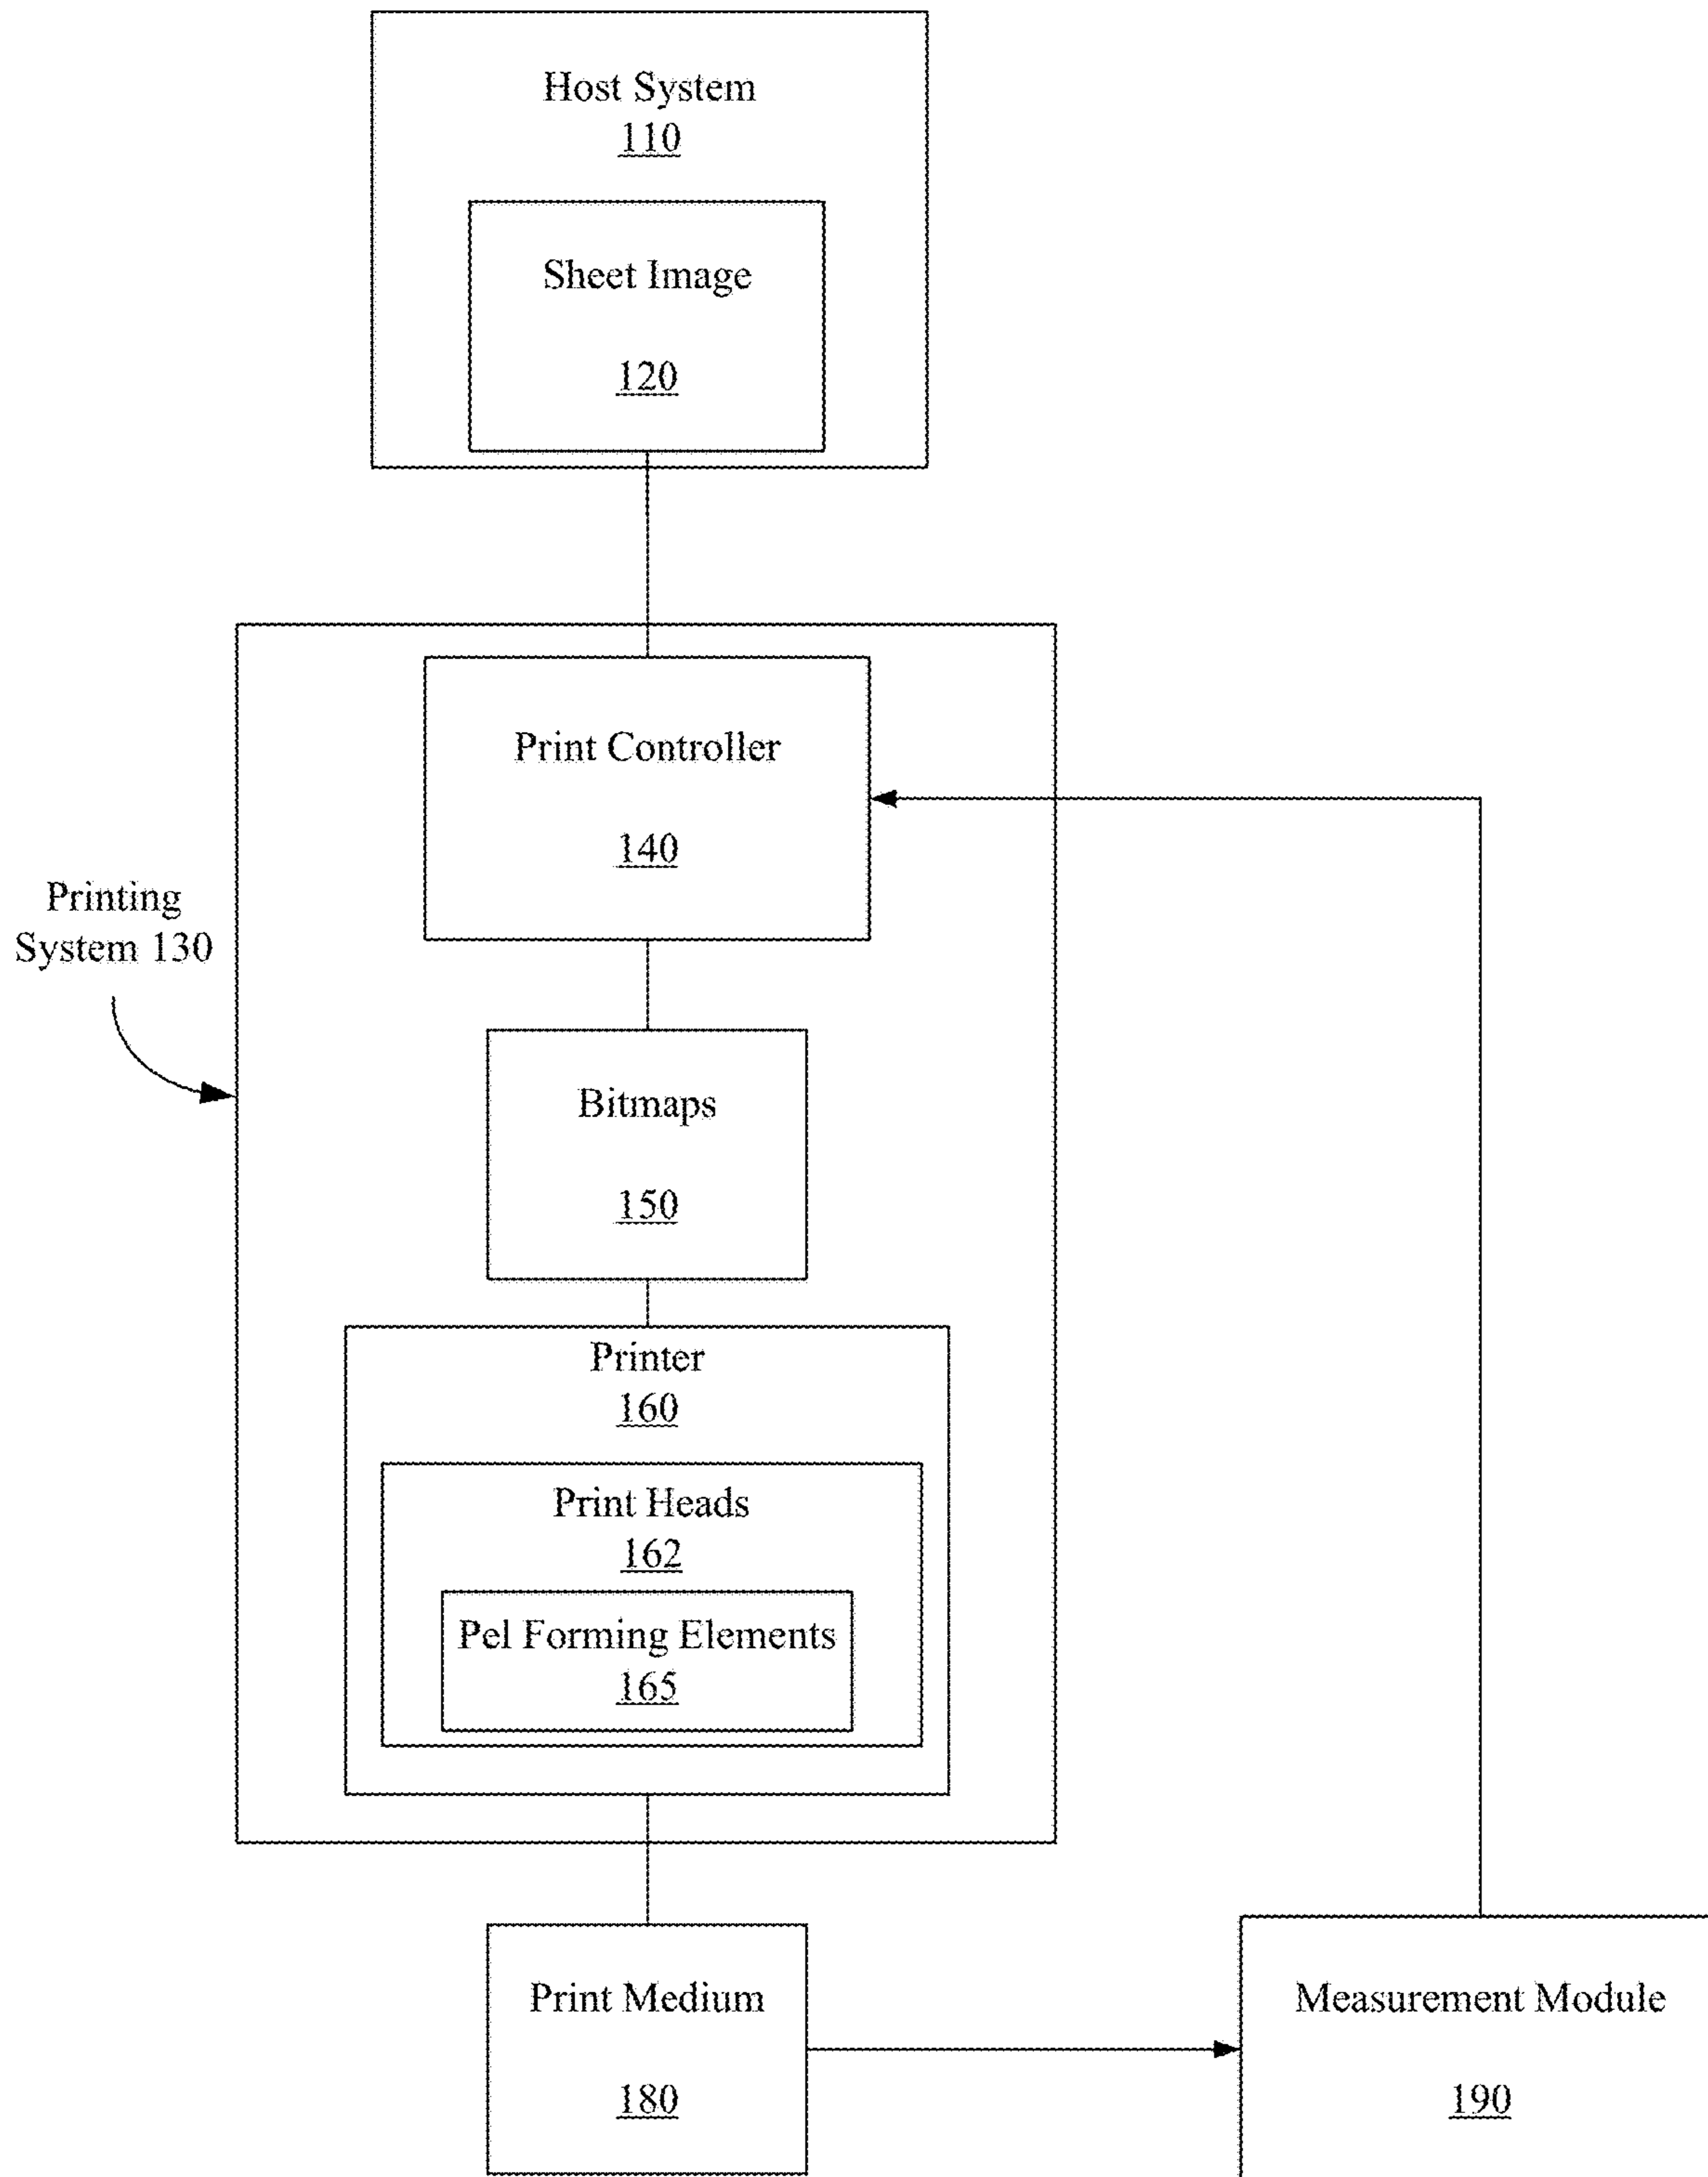 Host System
110
Sheet Image
120
Print Controller
140
Printing
System 130
Bitmaps
150
Printer
160
Print Heads
162
Pel Forming Elements
165
Print Medium
180
Measurement Module
190